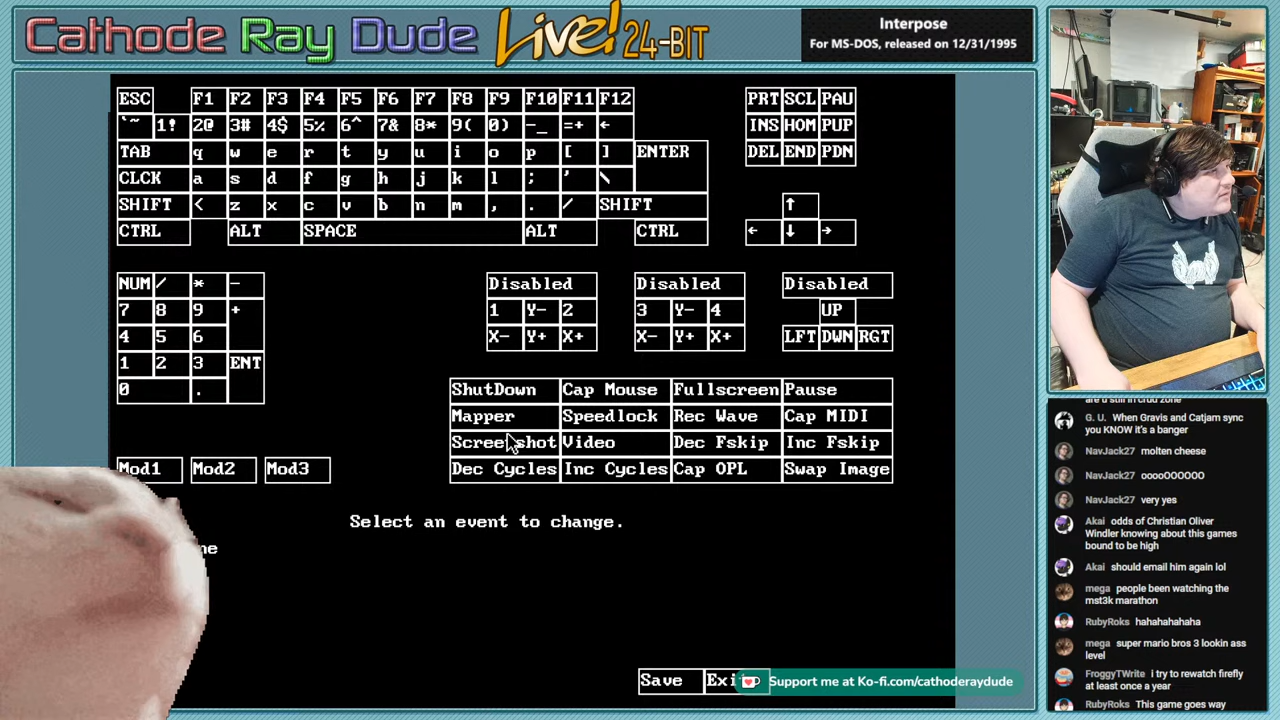 Cathode Ray Dude Live! 24-BIT
Interpose
For MS-DOS, released on 12/31/1995
ESC F1 F2 F3 F4 F5 F6 F7 F8 F9 F10 F11 F12 PRT SCL PAU
`~ 1! 2@ 3# 4$ 5% 6^ 7& 8* 9( 0) -_ =+ ← INS HOM PUP
TAB q w e r t y u i o p [ ] ENTER DEL END PDN
CLCK a s d f g h j k l ; ' \
SHIFT < z x c v b n m , . / SHIFT ↑
CTRL ALT SPACE ALT CTRL ← ↓ →
NUM / * - Disabled Disabled Disabled
7 8 9 + 1 Y- 2 3 Y- 4 UP
4 5 6 X- Y+ X+ X- Y+ X+ LFT DWN RGT
1 2 3 ENT
0 .
ShutDown Cap Mouse Fullscreen Pause
Mapper Speedlock Rec Wave Cap MIDI
Screenshot Video Dec Fskip Inc Fskip
Mod1 Mod2 Mod3 Dec Cycles Inc Cycles Cap OPL Swap Image
Select an event to change.
me
Save Exi
Support me at Ko-fi.com/cathoderaydude
are u still in crud zone
G. U. When Gravis and Catjam sync
you KNOW it's a banger
NavJack27 molten cheese
NavJack27 ooooOOOOOO
NavJack27 very yes
Akai odds of Christian Oliver
Windler knowing about this games
bound to be high
Akai should email him again lol
mega people been watching the
mst3k marathon
RubyRoks hahahahahaha
mega super mario bros 3 lookin ass
level
FroggyTWrite i try to rewatch firefly
at least once a year
RubyRoks This game goes way